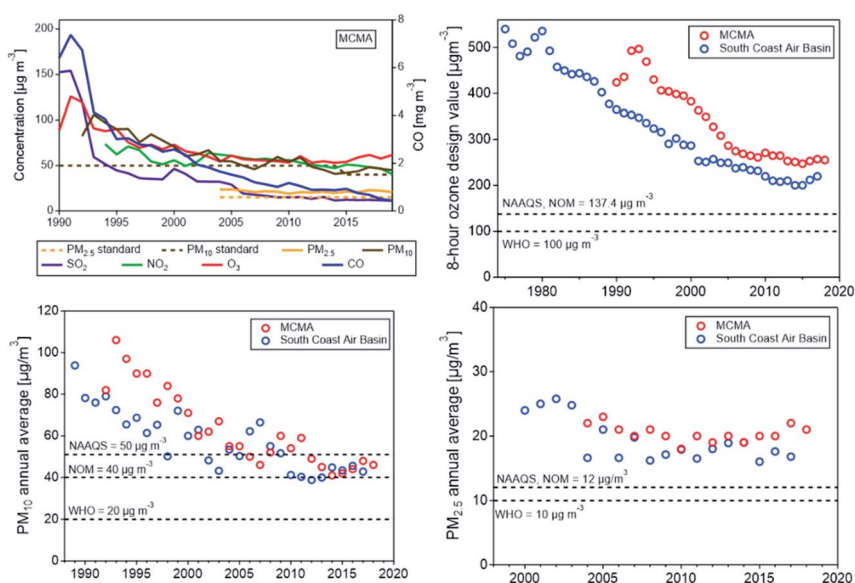 MCMA
Concentration [µg m⁻³]
200
150
100
50
0
CO [mg m⁻³]
8
6
4
2
0
1990 1995 2000 2005 2010 2015
PM2.5 standard PM10 standard PM2.5 PM10
SO2 NO2 O3 CO
8-hour ozone design value [µgm⁻³]
500
400
300
200
100
0
MCMA
South Coast Air Basin
NAAQS, NOM = 137.4 µg m⁻³
WHO = 100 µg m⁻³
1980 1990 2000 2010 2020
PM10 annual average [µg/m³]
120
100
80
60
40
20
0
MCMA
South Coast Air Basin
NAAQS = 50 µg m⁻³
NOM = 40 µg m⁻³
WHO = 20 µg m⁻³
1990 1995 2000 2005 2010 2015 2020
PM2.5 annual average [µg/m³]
40
30
20
10
0
MCMA
South Coast Air Basin
NAAQS, NOM = 12 µg/m³
WHO = 10 µg m⁻³
2000 2005 2010 2015 2020